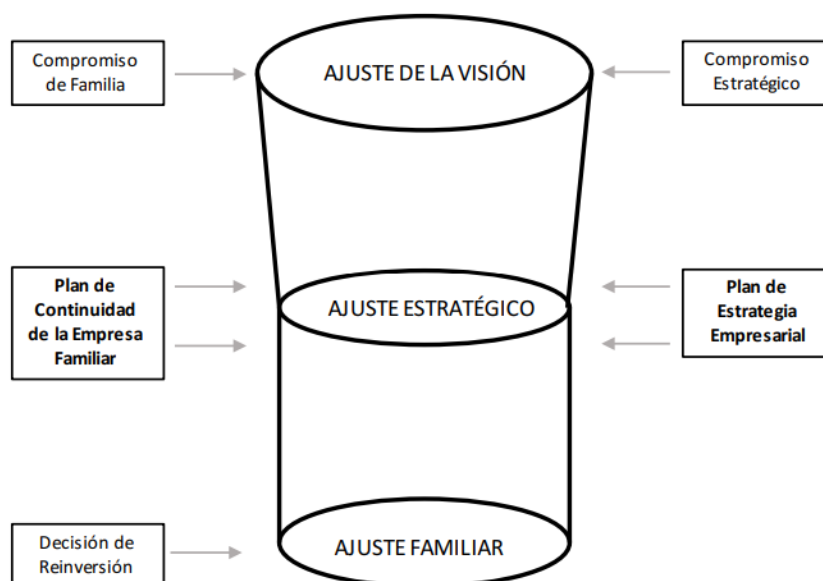 Compromiso
de Familia
AJUSTE DE LA VISIÓN
Compromiso
Estratégico
Plan de
Continuidad
de la Empresa
Familiar
AJUSTE ESTRATÉGICO
Plan de
Estrategia
Empresarial
Decisión de
Reinversión
AJUSTE FAMILIAR